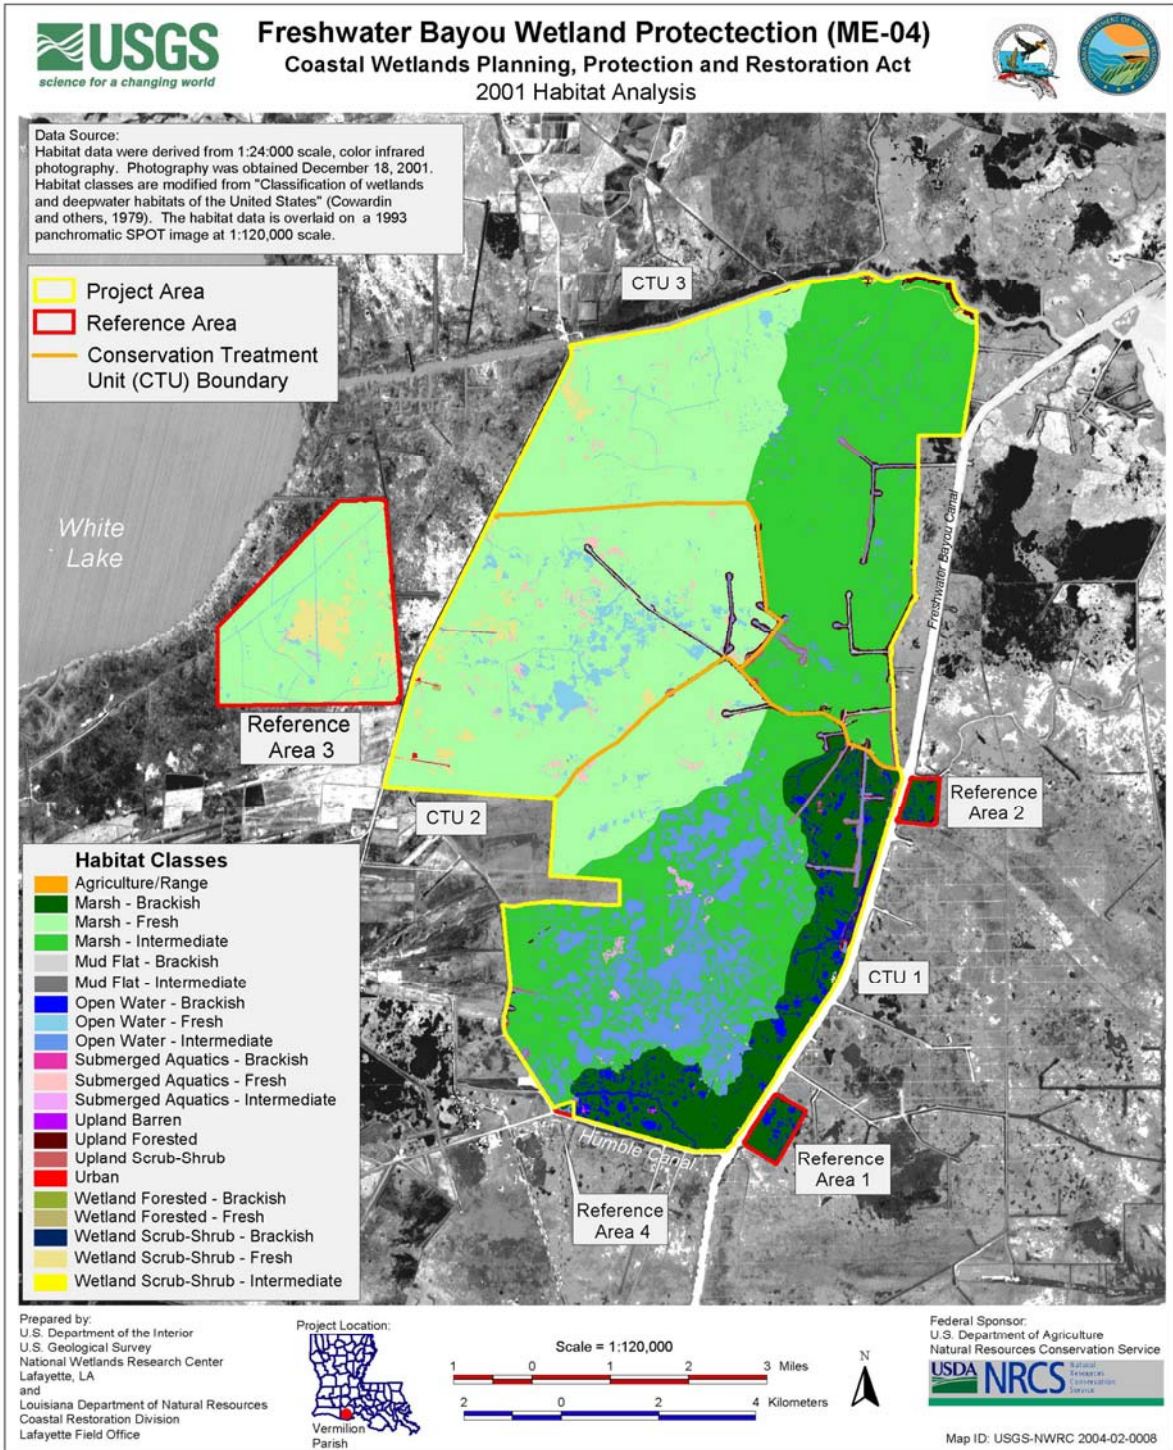 USGS
science for a changing world
Freshwater Bayou Wetland Protectection (ME-04)
Coastal Wetlands Planning, Protection and Restoration Act
2001 Habitat Analysis
Data Source:
Habitat data were derived from 1:24:000 scale, color infrared
photography. Photography was obtained December 18, 2001.
Habitat classes are modified from "Classification of wetlands
and deepwater habitats of the United States" (Cowardin
and others, 1979). The habitat data is overlaid on a 1993
panchromatic SPOT image at 1:120,000 scale.
Project Area
Reference Area
Conservation Treatment
Unit (CTU) Boundary
CTU 3
White
Lake
Freshwater Bayou Canal
Reference
Area 3
CTU 2
Reference
Area 2
CTU 1
Humble Canal
Reference
Area 1
Reference
Area 4
Habitat Classes
Agriculture/Range
Marsh - Brackish
Marsh - Fresh
Marsh - Intermediate
Mud Flat - Brackish
Mud Flat - Intermediate
Open Water - Brackish
Open Water - Fresh
Open Water - Intermediate
Submerged Aquatics - Brackish
Submerged Aquatics - Fresh
Submerged Aquatics - Intermediate
Upland Barren
Upland Forested
Upland Scrub-Shrub
Urban
Wetland Forested - Brackish
Wetland Forested - Fresh
Wetland Scrub-Shrub - Brackish
Wetland Scrub-Shrub - Fresh
Wetland Scrub-Shrub - Intermediate
Prepared by:
U.S. Department of the Interior
U.S. Geological Survey
National Wetlands Research Center
Lafayette, LA
and
Louisiana Department of Natural Resources
Coastal Restoration Division
Lafayette Field Office
Project Location:
Vermilion
Parish
Scale = 1:120,000
1 0 1 2 3 Miles
2 0 2 4 Kilometers
N
Federal Sponsor:
U.S. Department of Agriculture
Natural Resources Conservation Service
USDA NRCS
Natural
Resources
Conservation
Service
Map ID: USGS-NWRC 2004-02-0008